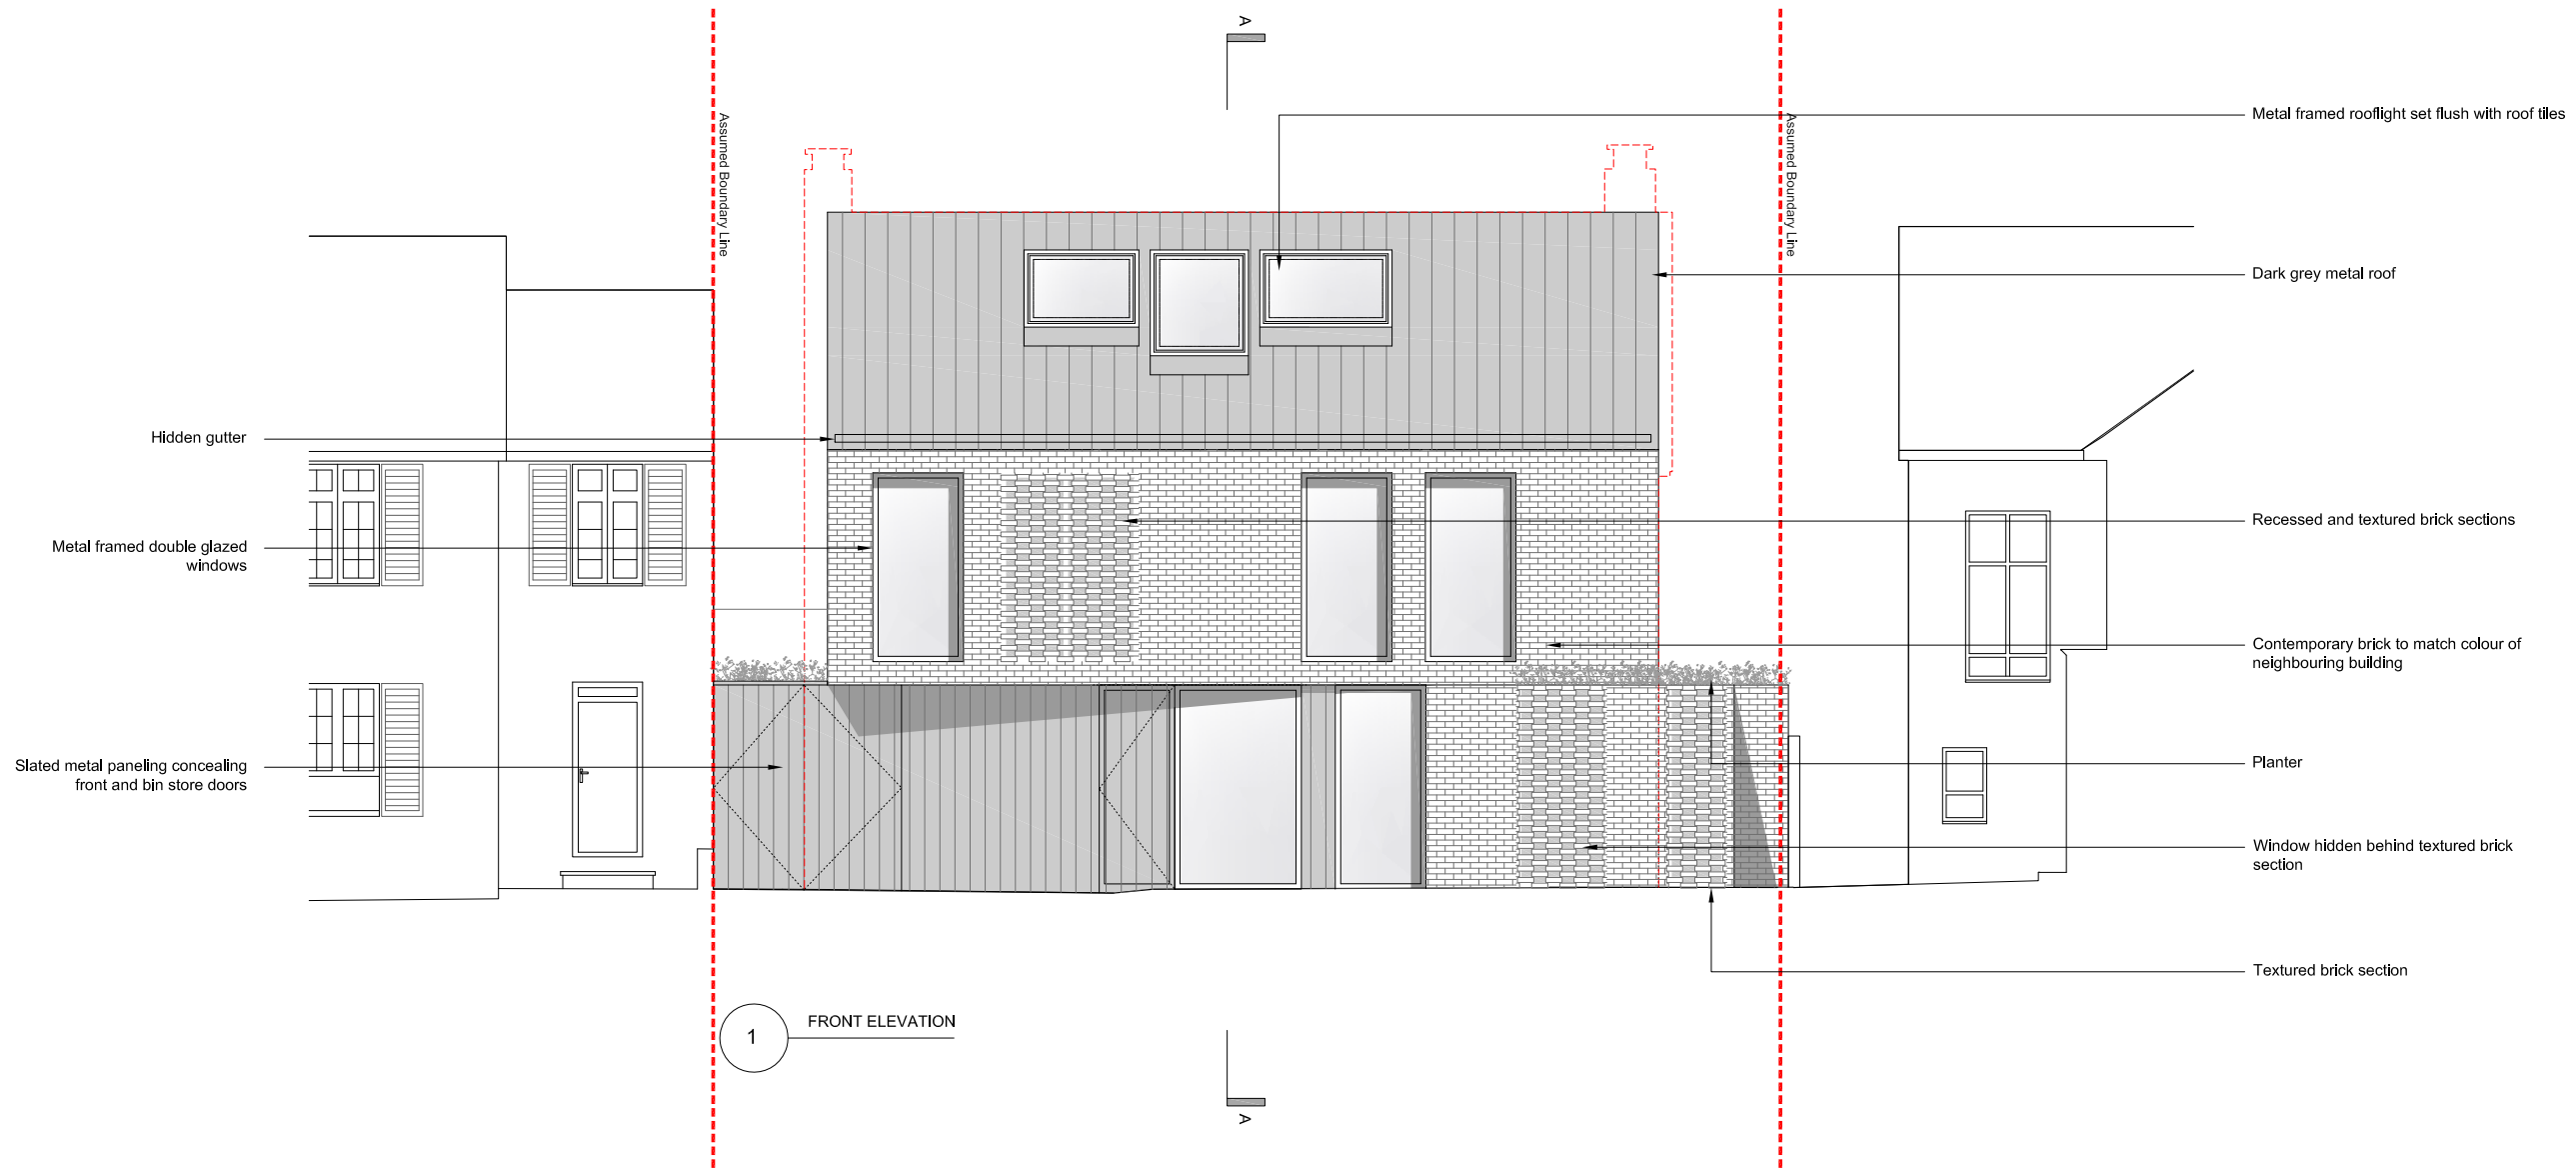 A
Assumed Boundary Line
Assumed Boundary Line
Metal framed rooflight set flush with roof tiles
Dark grey metal roof
Hidden gutter
Recessed and textured brick sections
Metal framed double glazed
windows
Contemporary brick to match colour of
neighbouring building
Slated metal paneling concealing
front and bin store doors
Planter
Window hidden behind textured brick
section
Textured brick section
1
FRONT ELEVATION
A